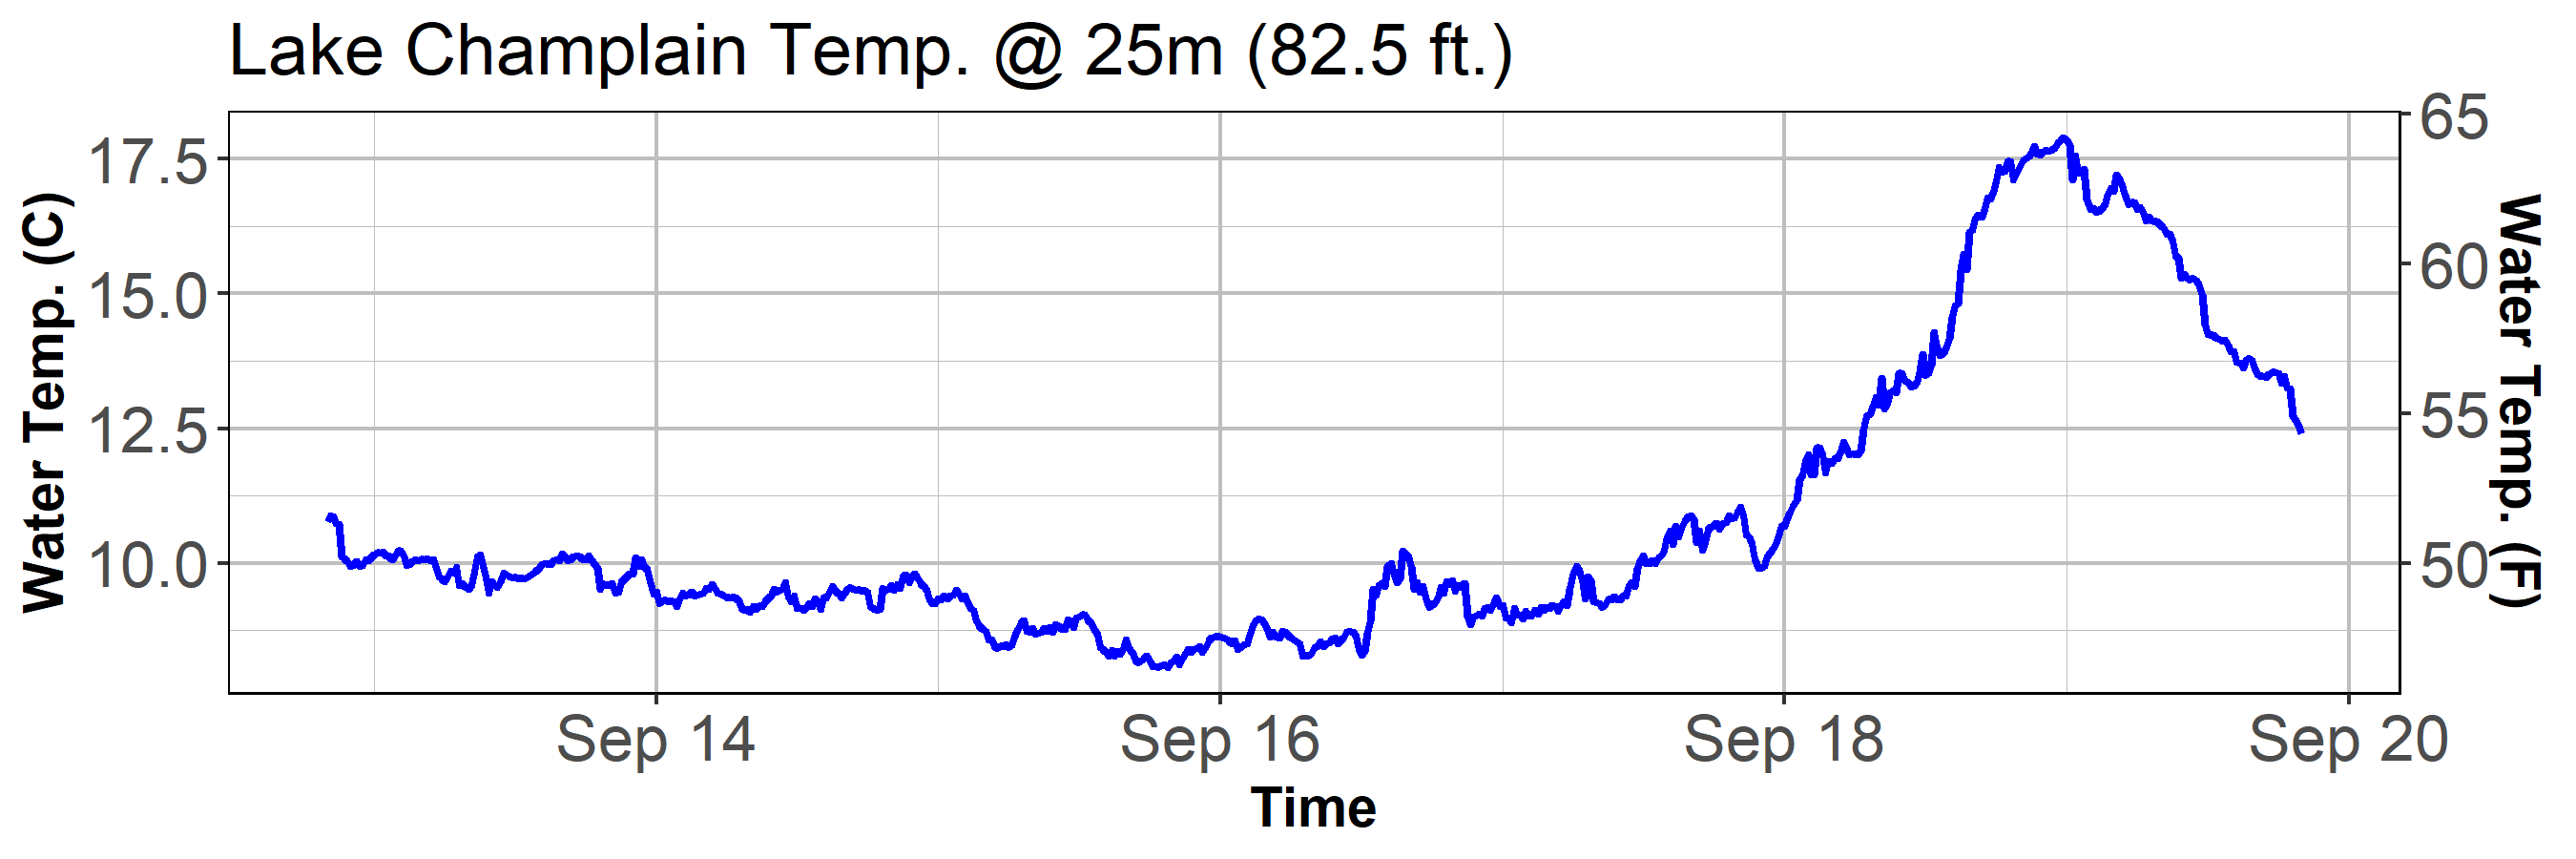 Lake Champlain Temp. @ 25m (82.5 ft.)
Water Temp. (C)
17.5
15.0
12.5
10.0
65
60
55
50
Water Temp. (F)
Sep 14 Sep 16 Sep 18 Sep 20
Time